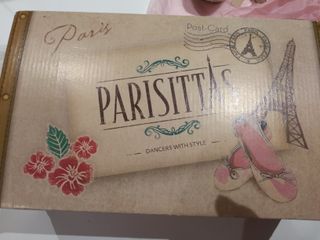 Paris
Post-Card
PARISITTAS
DANCERS WITH STYLE